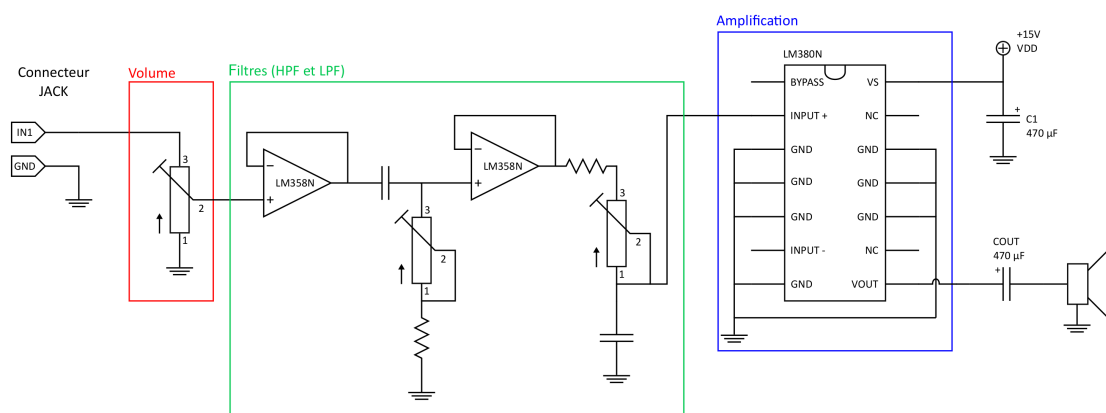 Amplification
Connecteur
JACK
Volume
Filtres (HPF et LPF)
LM380N
+15V
VDD
IN1
GND
3
2
1
−
+
LM358N
3
2
1
−
+
LM358N
3
2
1
BYPASS
INPUT +
GND
GND
GND
INPUT -
GND
VS
NC
GND
GND
GND
NC
VOUT
+
C1
470 µF
COUT
470 µF
+